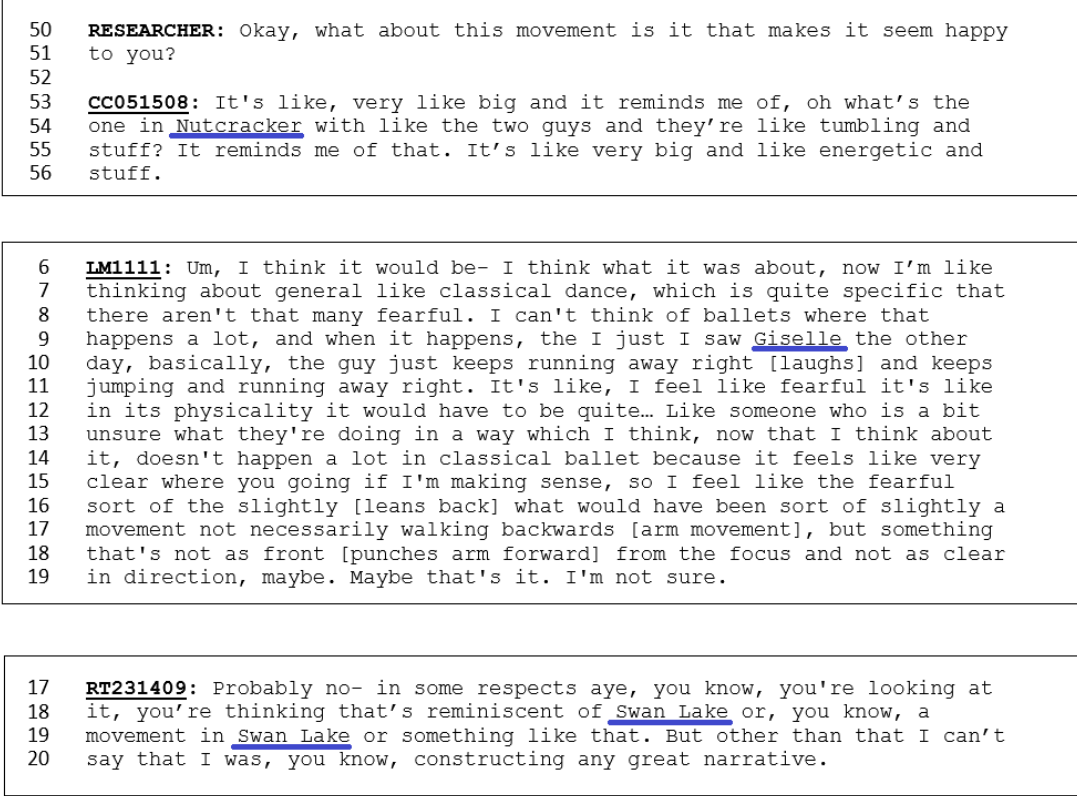 50 RESEARCHER: Okay, what about this movement is it that makes it seem happy
51 to you?
52
53 CC051508: It's like, very like big and it reminds me of, oh what’s the
54 one in Nutcracker with like the two guys and they’re like tumbling and
55 stuff? It reminds me of that. It’s like very big and like energetic and
56 stuff.
6 LM1111: Um, I think it would be- I think what it was about, now I’m like
7 thinking about general like classical dance, which is quite specific that
8 there aren't that many fearful. I can't think of ballets where that
9 happens a lot, and when it happens, the I just I saw Giselle the other
10 day, basically, the guy just keeps running away right [laughs] and keeps
11 jumping and running away right. It's like, I feel like fearful it's like
12 in its physicality it would have to be quite… Like someone who is a bit
13 unsure what they're doing in a way which I think, now that I think about
14 it, doesn't happen a lot in classical ballet because it feels like very
15 clear where you going if I'm making sense, so I feel like the fearful
16 sort of the slightly [leans back] what would have been sort of slightly a
17 movement not necessarily walking backwards [arm movement], but something
18 that's not as front [punches arm forward] from the focus and not as clear
19 in direction, maybe. Maybe that's it. I'm not sure.
17 RT231409: Probably no- in some respects aye, you know, you're looking at
18 it, you’re thinking that’s reminiscent of Swan Lake or, you know, a
19 movement in Swan Lake or something like that. But other than that I can’t
20 say that I was, you know, constructing any great narrative.